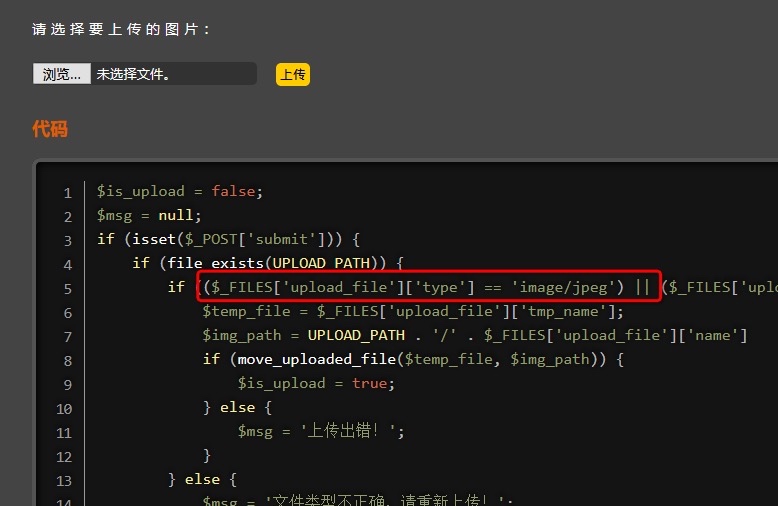 请选择要上传的图片：
浏览... 未选择文件。 上传
代码
1 $is_upload = false;
2 $msg = null;
3 if (isset($_POST['submit'])) {
4 if (file_exists(UPLOAD_PATH)) {
5 if (($_FILES['upload_file']['type'] == 'image/jpeg') || ($_FILES['uplo
6 $temp_file = $_FILES['upload_file']['tmp_name'];
7 $img_path = UPLOAD_PATH . '/' . $_FILES['upload_file']['name']
8 if (move_uploaded_file($temp_file, $img_path)) {
9 $is_upload = true;
10 } else {
11 $msg = '上传出错！';
12 }
13 } else {
14 $msg = '文件类型不正确，请重新上传！';